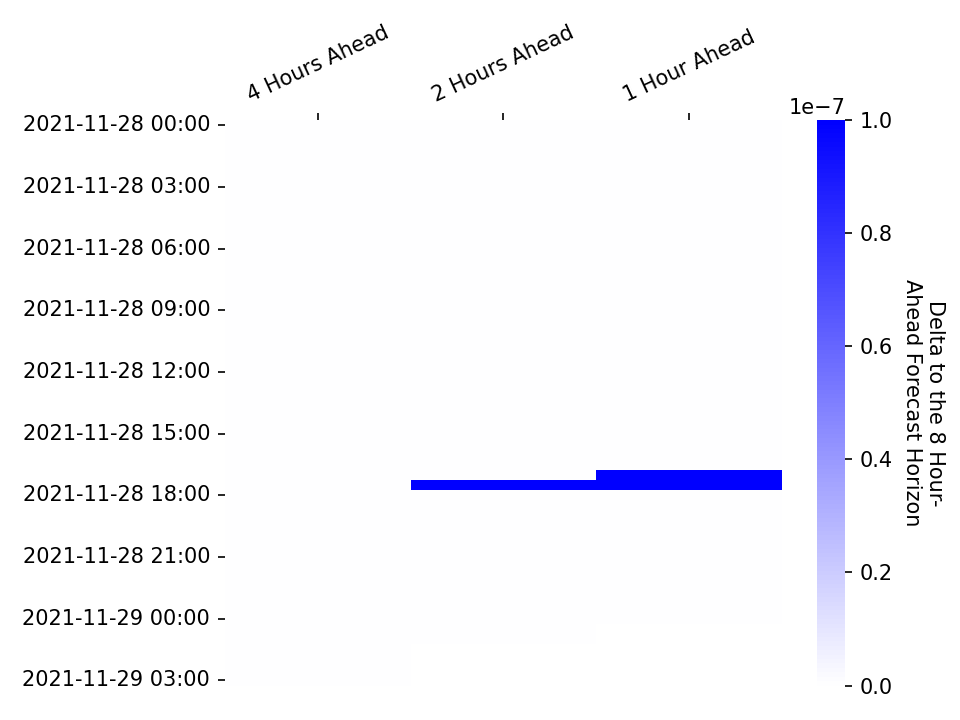 4 Hours Ahead
2 Hours Ahead
1 Hour Ahead
1e−7
2021-11-28 00:00
2021-11-28 03:00
2021-11-28 06:00
2021-11-28 09:00
2021-11-28 12:00
2021-11-28 15:00
2021-11-28 18:00
2021-11-28 21:00
2021-11-29 00:00
2021-11-29 03:00
1.0
0.8
0.6
0.4
0.2
0.0
Delta to the 8 Hour-
Ahead Forecast Horizon